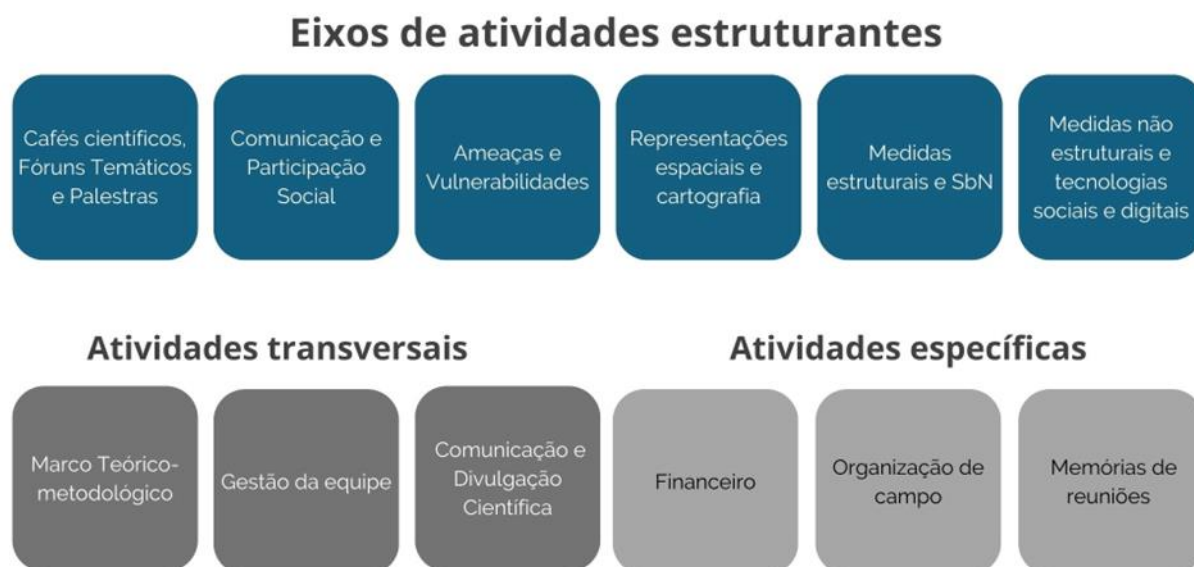 Eixos de atividades estruturantes
Cafés científicos,
Fóruns Temáticos
e Palestras
Comunicação e
Participação
Social
Ameaças e
Vulnerabilidades
Representações
espaciais e
cartografia
Medidas
estruturais e SbN
Medidas não
estruturais e
tecnologias
sociais e digitais
Atividades transversais
Atividades específicas
Marco Teórico-
metodológico
Gestão da equipe
Comunicação e
Divulgação
Científica
Financeiro
Organização de
campo
Memórias de
reuniões